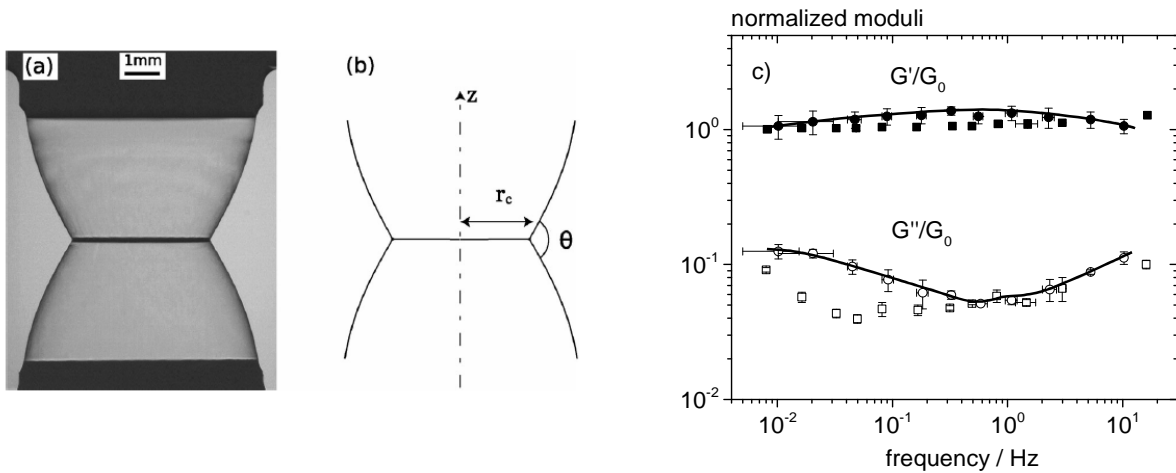 (a)
1mm
(b)
z
r_c
θ
normalized moduli
c)
G'/G_0
10^0
G''/G_0
10^-1
10^-2
10^-2 10^-1 10^0 10^1
frequency / Hz